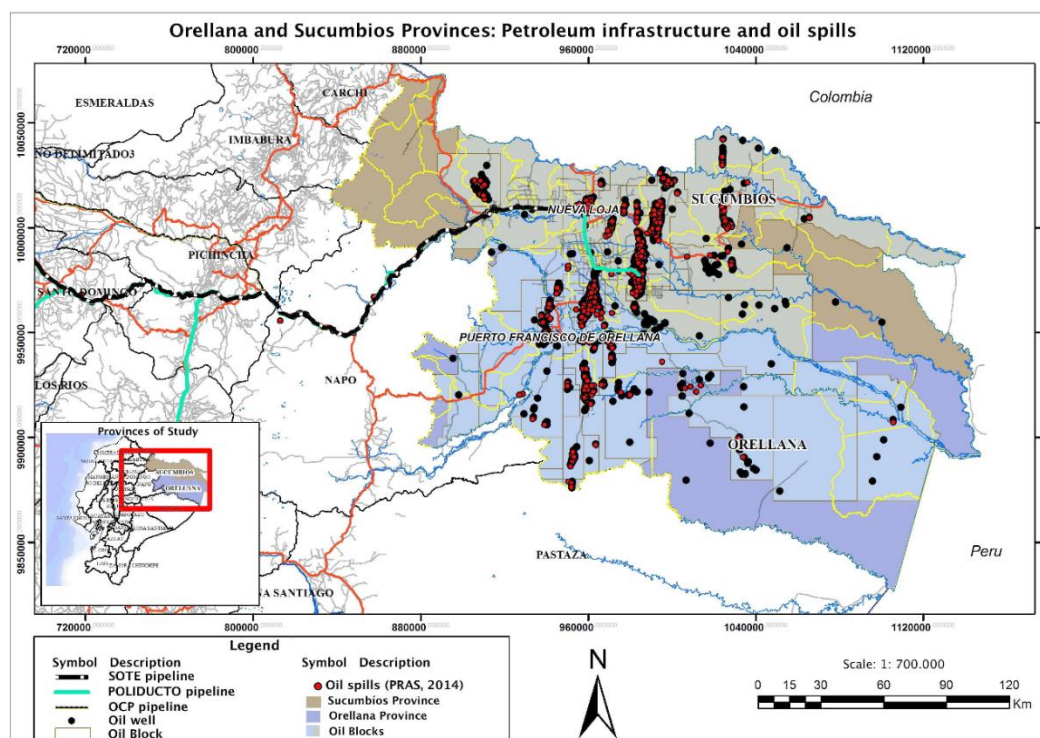 Orellana and Sucumbios Provinces: Petroleum infrastructure and oil spills
720000 800000 880000 960000 1040000 1120000
Colombia
ESMERALDAS
CARCHI
IMBABURA
NO DELIMITADO3
SUCUMBIOS
NUEVA LOJA
PICHINCHA
SANTO DOMINGO
PUERTO FRANCISCO DE ORELLANA
NAPO
LOS RIOS
ORELLANA
Provinces of Study
SUCUMBIOS
ORELLANA
PASTAZA
Peru
NA SANTIAGO
10050000
10000000
9950000
9900000
9850000
720000 800000 880000 960000 1040000 1120000
Legend
Symbol Description
SOTE pipeline
POLIDUCTO pipeline
OCP pipeline
Oil well
Oil Block
Symbol Description
Oil spills (PRAS, 2014)
Sucumbíos Province
Orellana Province
Oil Blocks
N
Scale: 1: 700.000
0 15 30 60 90 120
Km